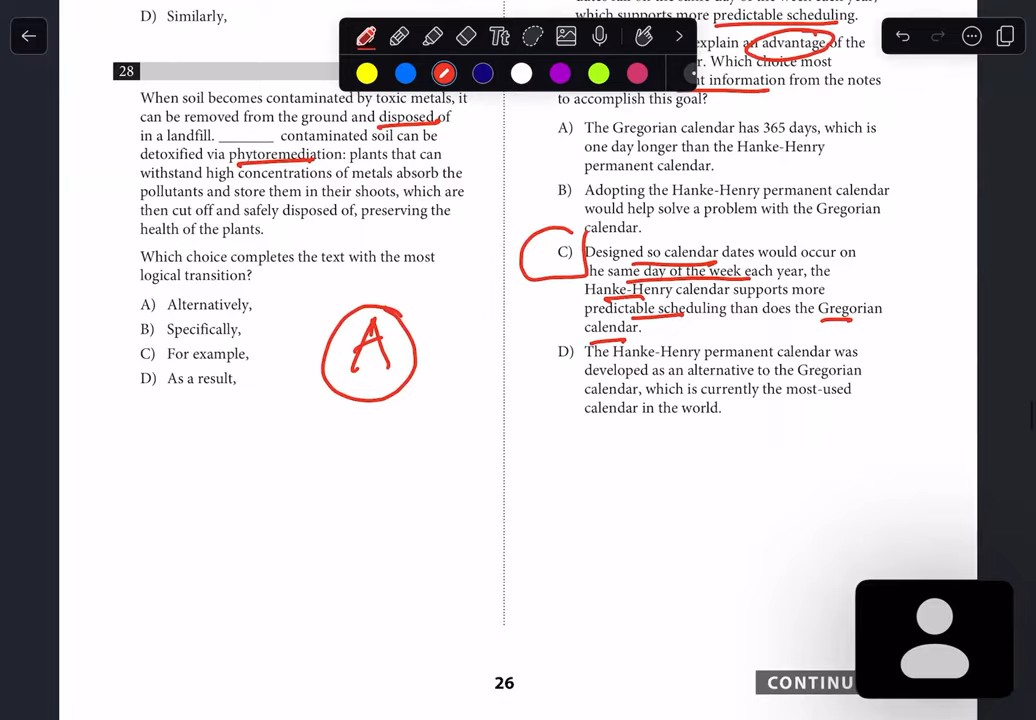 D) Similarly,
28
When soil becomes contaminated by toxic metals, it
can be removed from the ground and disposed of
in a landfill. ______ contaminated soil can be
detoxified via phytoremediation: plants that can
withstand high concentrations of metals absorb the
pollutants and store them in their shoots, which are
then cut off and safely disposed of, preserving the
health of the plants.
Which choice completes the text with the most
logical transition?
A) Alternatively,
B) Specifically,
C) For example,
D) As a result,
A
which supports more predictable scheduling.
explain an advantage of the
Which choice most
information from the notes
to accomplish this goal?
A) The Gregorian calendar has 365 days, which is
one day longer than the Hanke-Henry
permanent calendar.
B) Adopting the Hanke-Henry permanent calendar
would help solve a problem with the Gregorian
calendar.
C) Designed so calendar dates would occur on
the same day of the week each year, the
Hanke-Henry calendar supports more
predictable scheduling than does the Gregorian
calendar.
D) The Hanke-Henry permanent calendar was
developed as an alternative to the Gregorian
calendar, which is currently the most-used
calendar in the world.
Tt
26
CONTINU